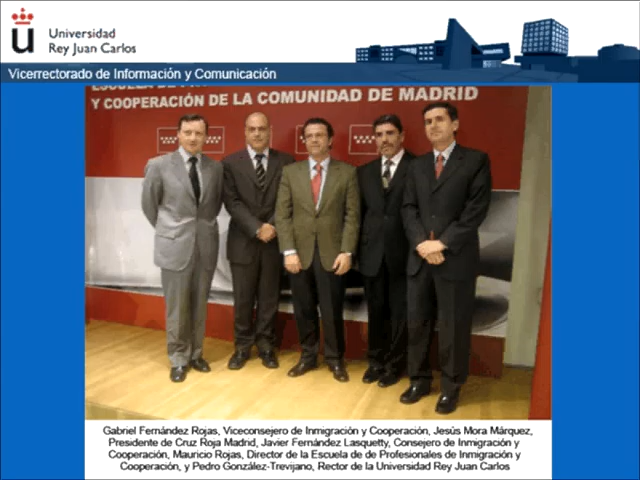 Universidad
Rey Juan Carlos
Vicerrectorado de Información y Comunicación
ESCUELA DE
Y COOPERACIÓN DE LA COMUNIDAD DE MADRID
Gabriel Fernández Rojas, Viceconsejero de Inmigración y Cooperación, Jesús Mora Márquez,
Presidente de Cruz Roja Madrid, Javier Fernández Lasquetty, Consejero de Inmigración y
Cooperación, Mauricio Rojas, Director de la Escuela de de Profesionales de Inmigración y
Cooperación, y Pedro González-Trevijano, Rector de la Universidad Rey Juan Carlos